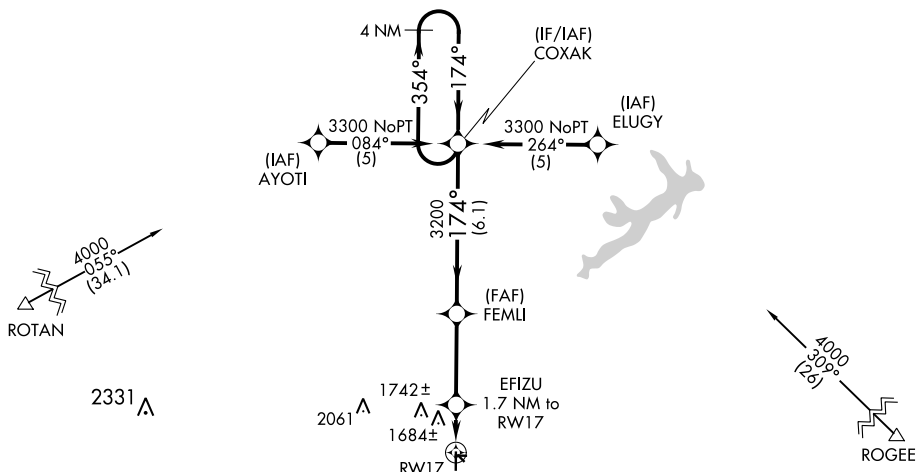 4 NM
354°
174°
(IF/IAF)
COXAK
3300 NoPT
084°
(5)
(IAF)
AYOTI
3300 NoPT
264°
(5)
(IAF)
ELUGY
3200
174°
(6.1)
4000
055°
(34.1)
ROTAN
(FAF)
FEMLI
4000
309°
(26)
ROGEE
2331
2061
1742±
1684±
EFIZU
1.7 NM to
RW17
RW17